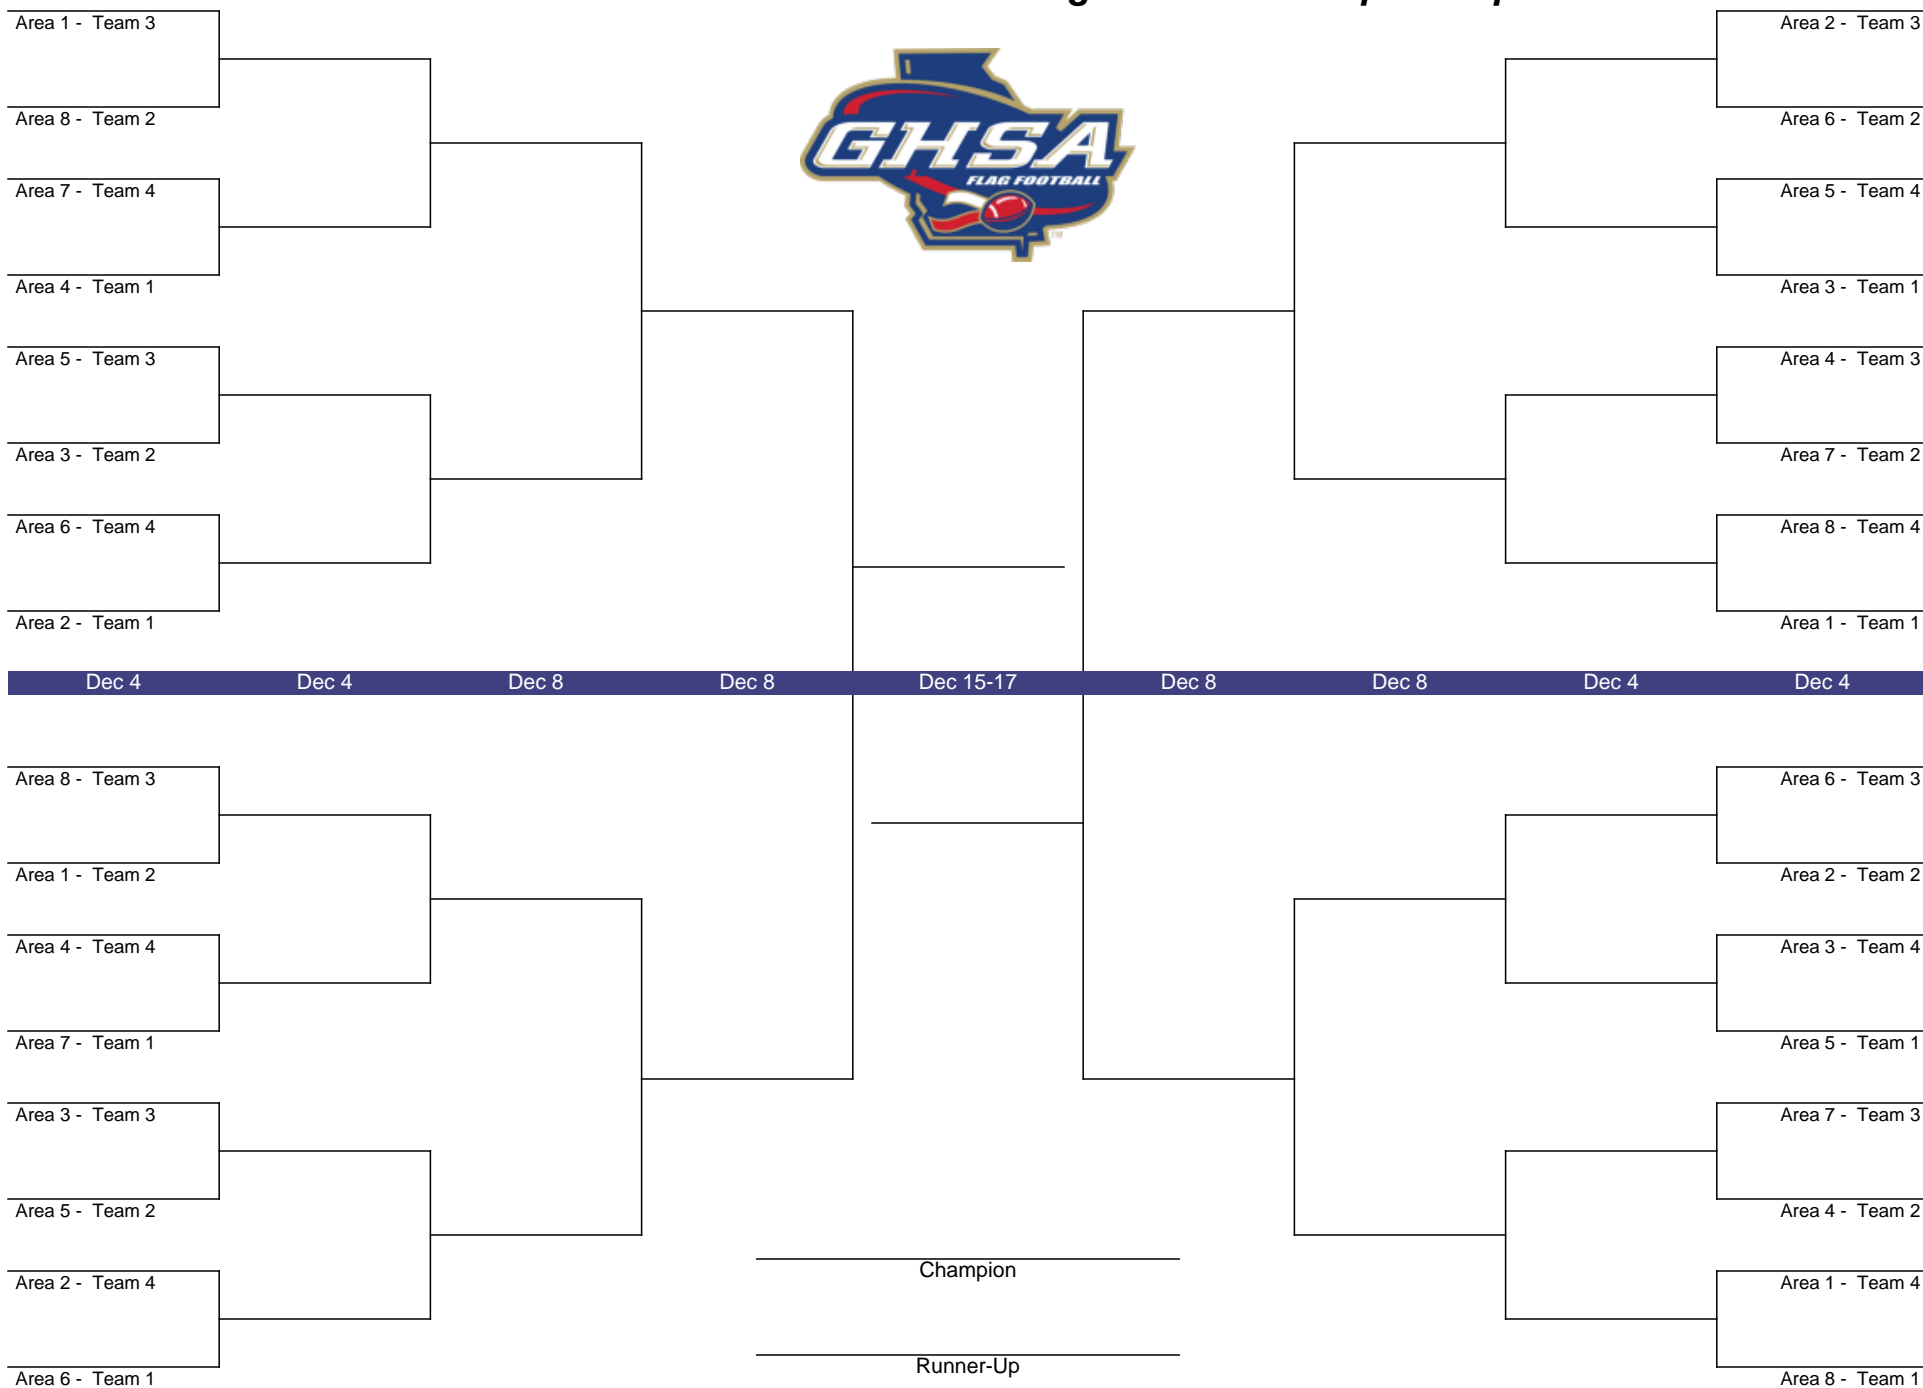 Area 1 - Team 3
Area 8 - Team 2
Area 7 - Team 4
Area 4 - Team 1
Area 5 - Team 3
Area 3 - Team 2
Area 6 - Team 4
Area 2 - Team 1
GHSA
FLAG FOOTBALL
TM
Area 2 - Team 3
Area 6 - Team 2
Area 5 - Team 4
Area 3 - Team 1
Area 4 - Team 3
Area 7 - Team 2
Area 8 - Team 4
Area 1 - Team 1
Dec 4 Dec 4 Dec 8 Dec 8 Dec 15-17 Dec 8 Dec 8 Dec 4 Dec 4
Area 8 - Team 3
Area 1 - Team 2
Area 4 - Team 4
Area 7 - Team 1
Area 3 - Team 3
Area 5 - Team 2
Area 2 - Team 4
Area 6 - Team 1
Champion
Runner-Up
Area 6 - Team 3
Area 2 - Team 2
Area 3 - Team 4
Area 5 - Team 1
Area 7 - Team 3
Area 4 - Team 2
Area 1 - Team 4
Area 8 - Team 1